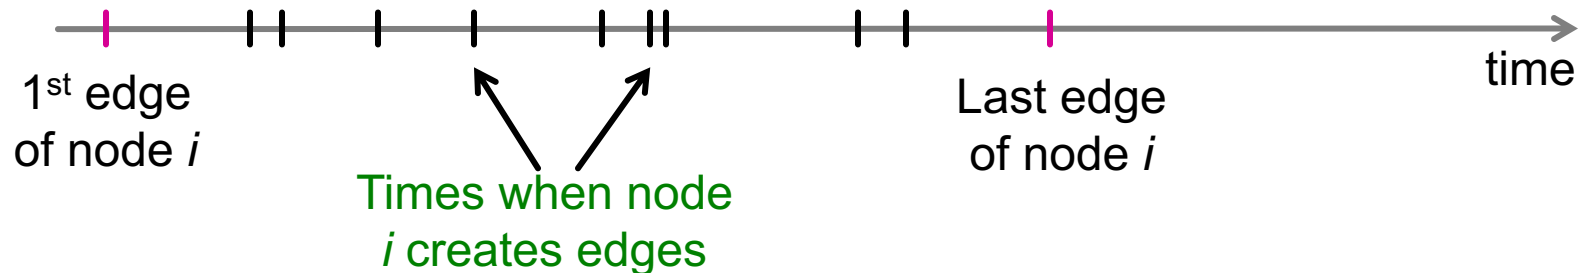 time
1st edge
of node i
Last edge
of node i
Times when node
i creates edges